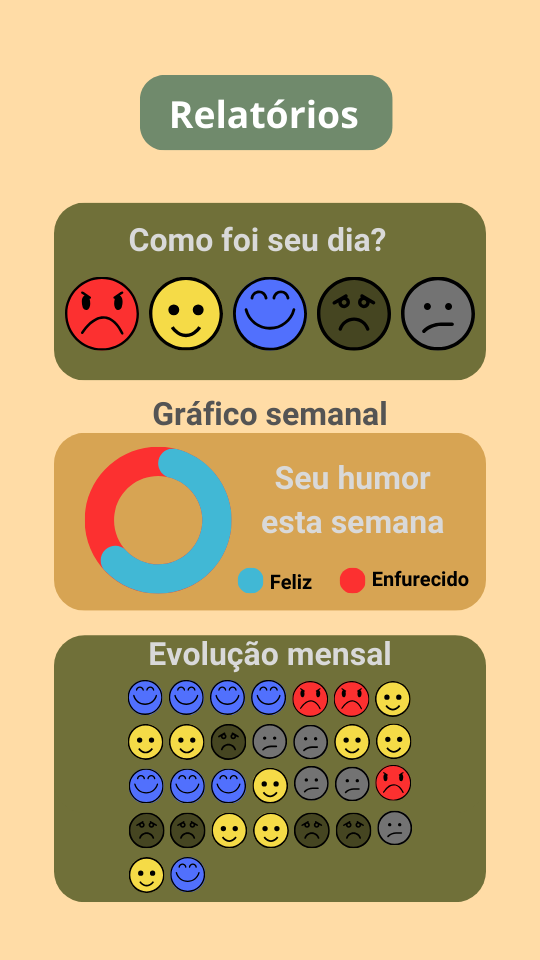 Relatórios
Como foi seu dia?
Gráfico semanal
Seu humor
esta semana
Feliz
Enfurecido
Evolução mensal